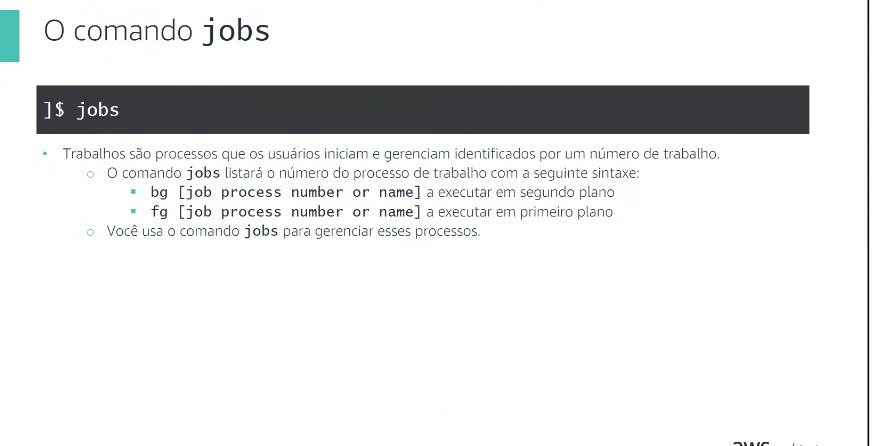 O comando jobs
]$ jobs
Trabalhos são processos que os usuários iniciam e gerenciam identificados por um número de trabalho.
O comando jobs listará o número do processo de trabalho com a seguinte sintaxe:
bg [job process number or name] a executar em segundo plano
fg [job process number or name] a executar em primeiro plano
Você usa o comando jobs para gerenciar esses processos.
aws